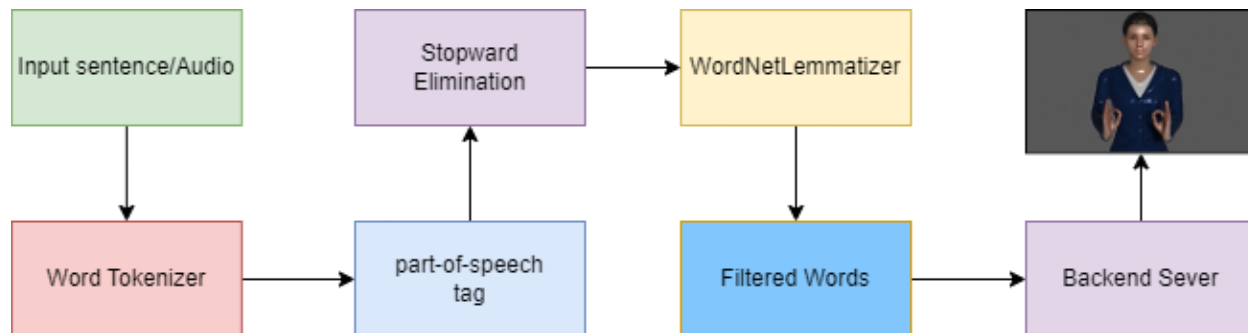 Input sentence/Audio
Word Tokenizer
part-of-speech
tag
Stopward
Elimination
WordNetLemmatizer
Filtered Words
Backend Sever